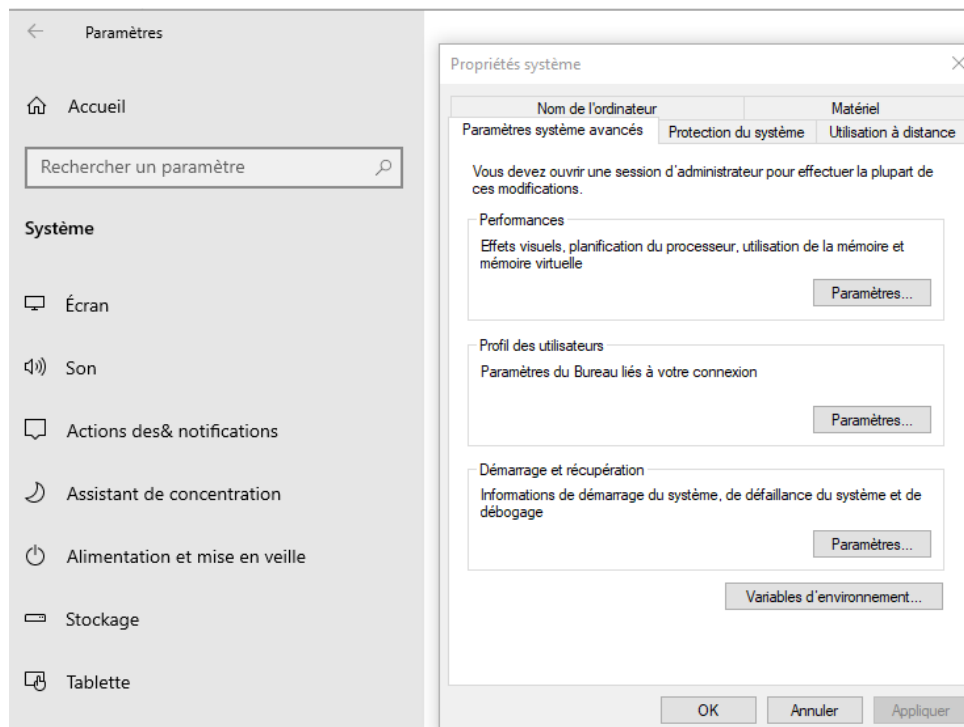 Paramètres
Accueil
Rechercher un paramètre
Système
Écran
Son
Actions des& notifications
Assistant de concentration
Alimentation et mise en veille
Stockage
Tablette
Propriétés système
Nom de l'ordinateur
Matériel
Paramètres système avancés
Protection du système
Utilisation à distance
Vous devez ouvrir une session d'administrateur pour effectuer la plupart de
ces modifications.
Performances
Effets visuels, planification du processeur, utilisation de la mémoire et
mémoire virtuelle
Paramètres...
Profil des utilisateurs
Paramètres du Bureau liés à votre connexion
Paramètres...
Démarrage et récupération
Informations de démarrage du système, de défaillance du système et de
débogage
Paramètres...
Variables d'environnement...
OK
Annuler
Appliquer